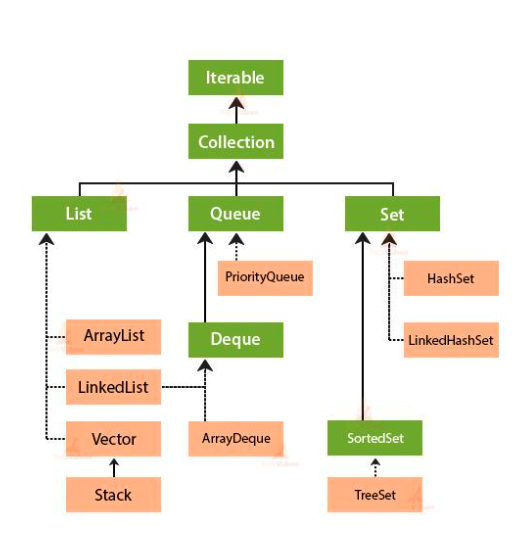 Iterable
Collection
List
Queue
Set
PriorityQueue
HashSet
ArrayList
Deque
LinkedHashSet
LinkedList
Vector
ArrayDeque
SortedSet
Stack
TreeSet